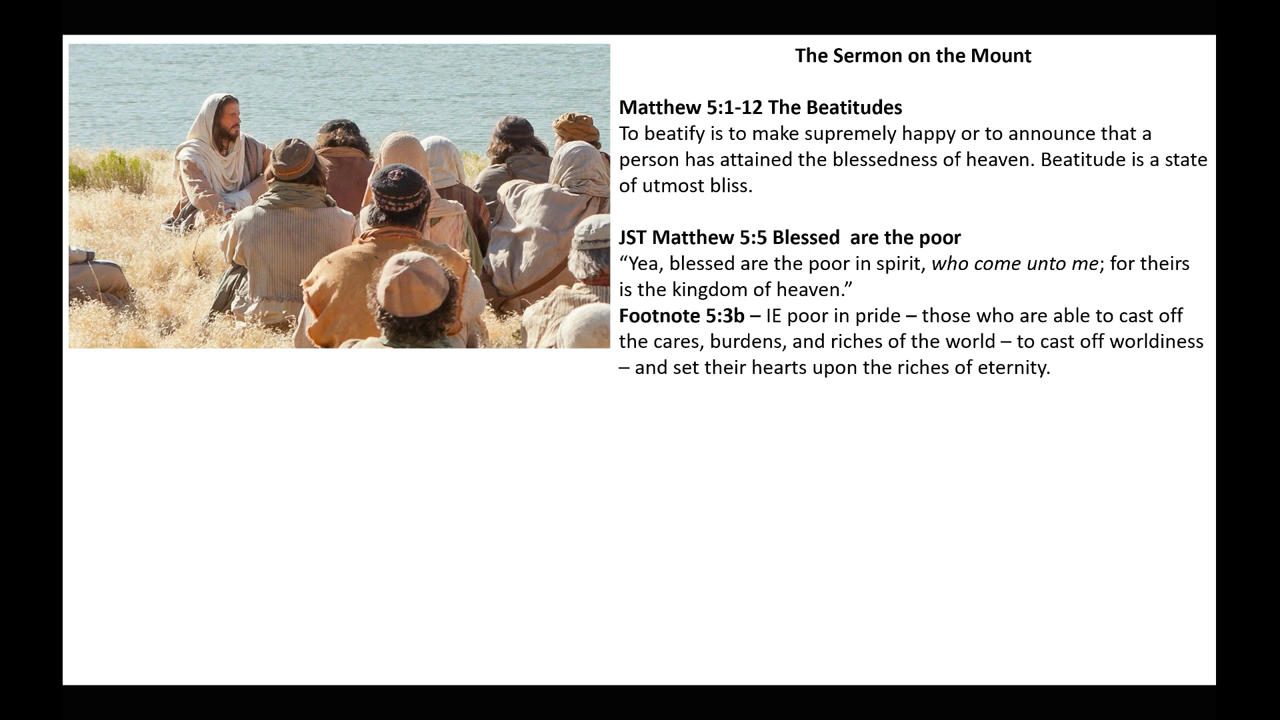 The Sermon on the Mount
Matthew 5:1-12 The Beatitudes
To beatify is to make supremely happy or to announce that a
person has attained the blessedness of heaven. Beatitude is a state
of utmost bliss.
JST Matthew 5:5 Blessed  are the poor
“Yea, blessed are the poor in spirit, who come unto me; for theirs
is the kingdom of heaven.”
Footnote 5:3b – IE poor in pride – those who are able to cast off
the cares, burdens, and riches of the world – to cast off worldiness
– and set their hearts upon the riches of eternity.